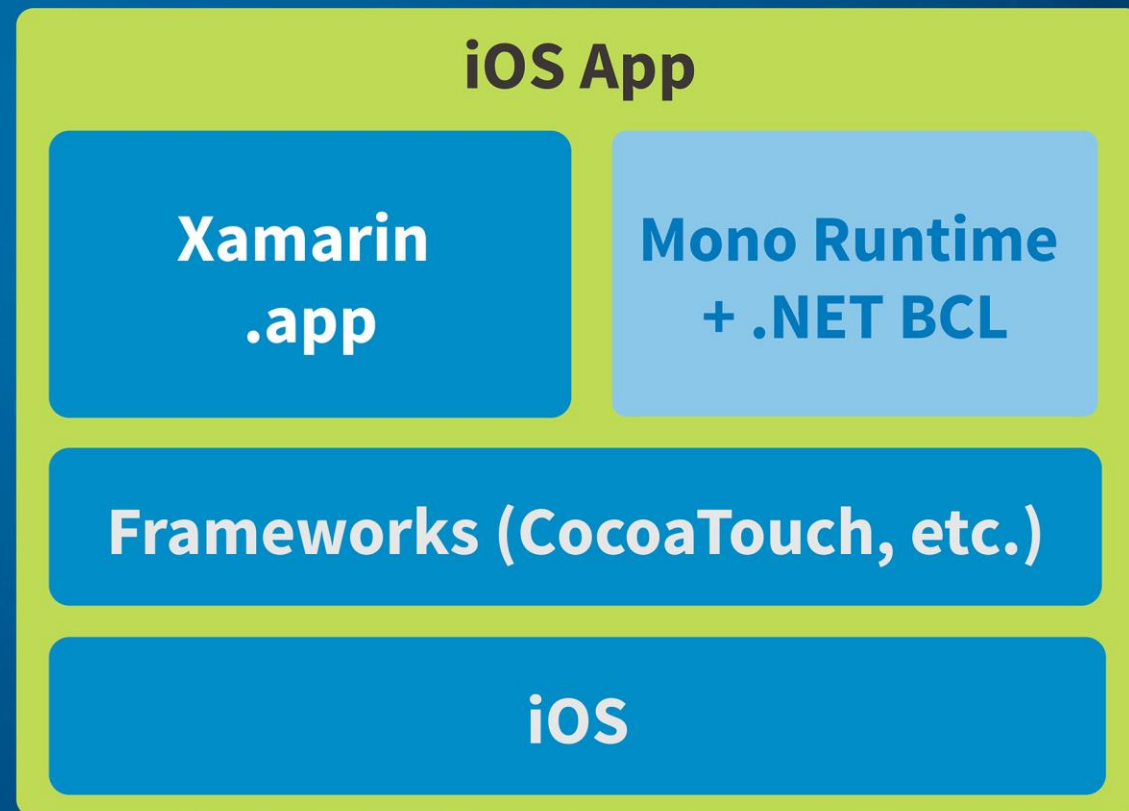 iOS App
Xamarin
.app
Mono Runtime
+ .NET BCL
Frameworks (CocoaTouch, etc.)
iOS